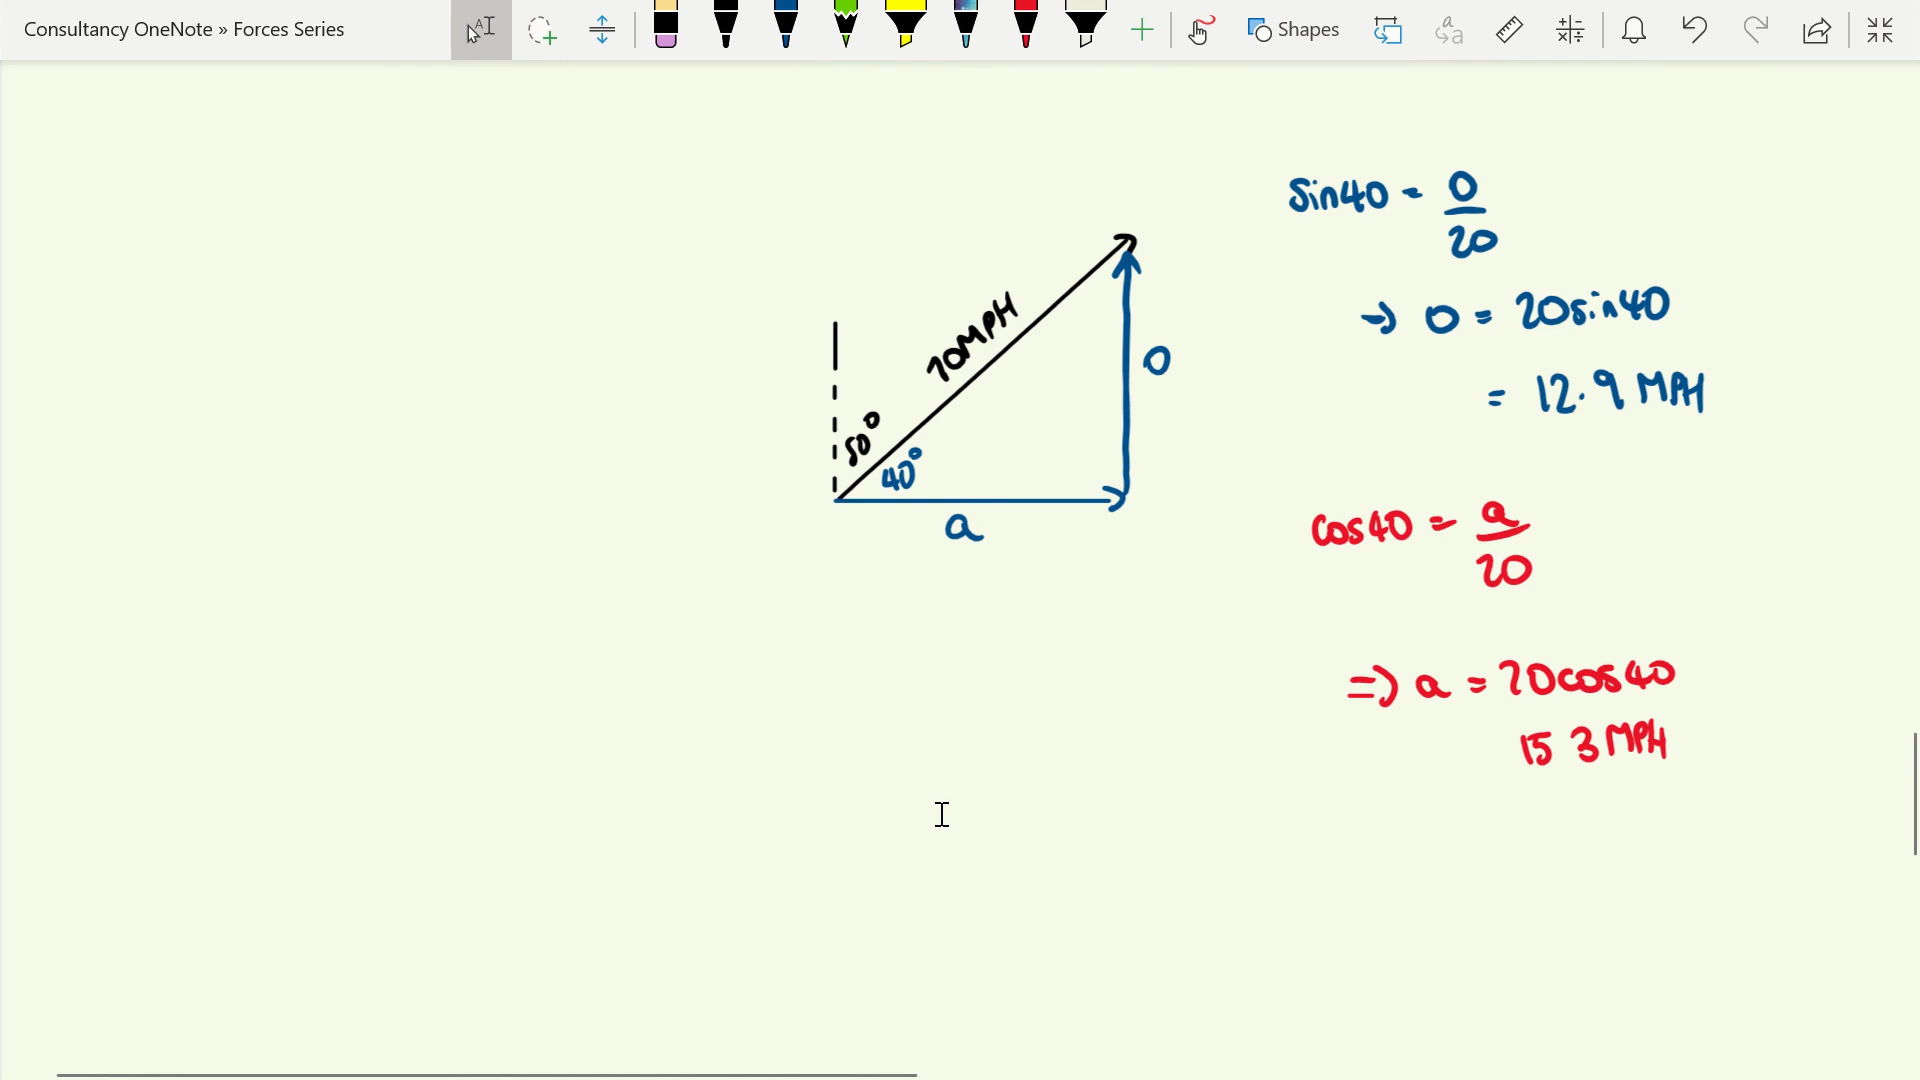 Consultancy OneNote » Forces Series
Shapes
sin40 = o/20
→ o = 20sin40
= 12.9 MPH
20MPH
50°
40°
o
a
cos40 = a/20
⇒ a = 20cos40
15 3 MPH